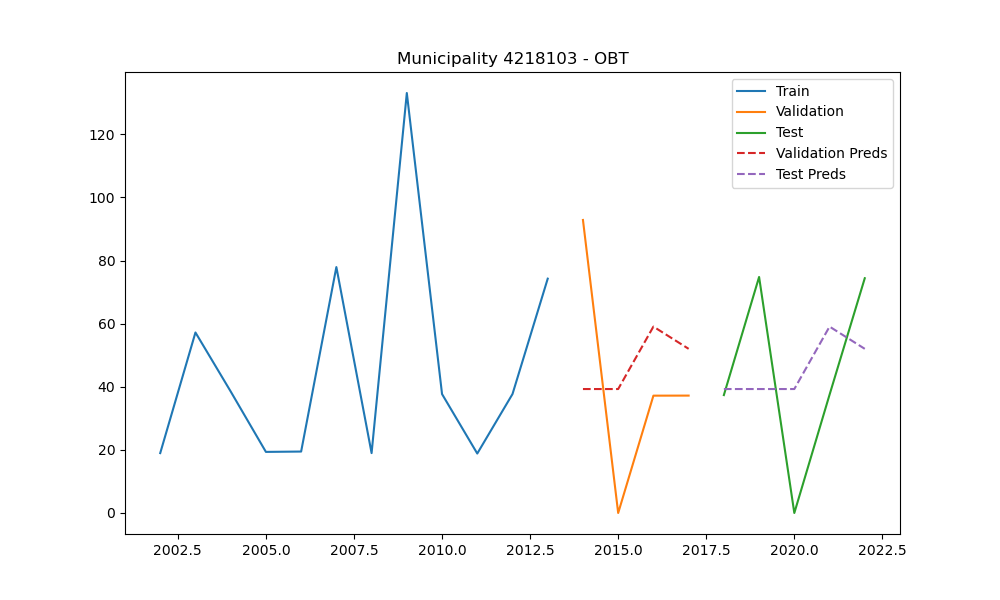 Municipality 4218103 - OBT
Train
Validation
Test
Validation Preds
Test Preds
120
100
80
60
40
20
0
2002.5 2005.0 2007.5 2010.0 2012.5 2015.0 2017.5 2020.0 2022.5